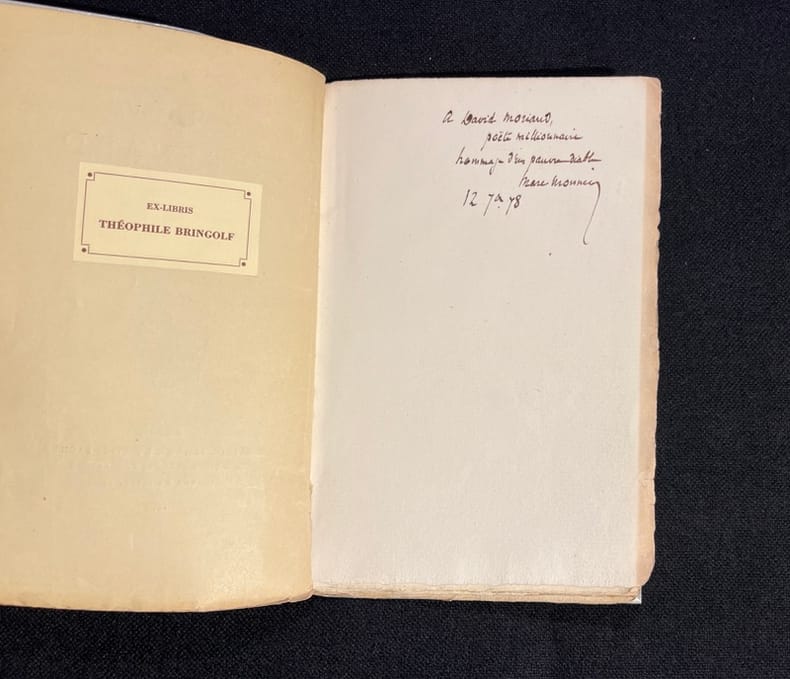 EX-LIBRIS
THÉOPHILE BRINGOLF
A David Moriaud,
poète millionnaire
hommage d'un pauvre diable
Marc Monnier
12 7bre 78